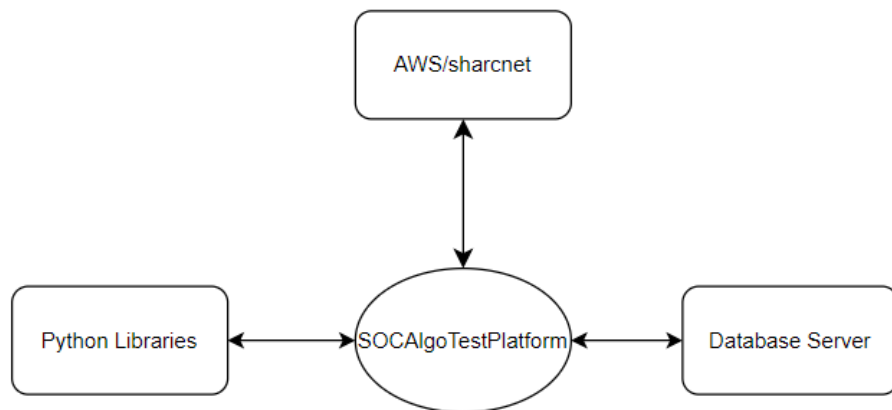 AWS/sharcnet
Python Libraries
SOCAlgoTestPlatform
Database Server